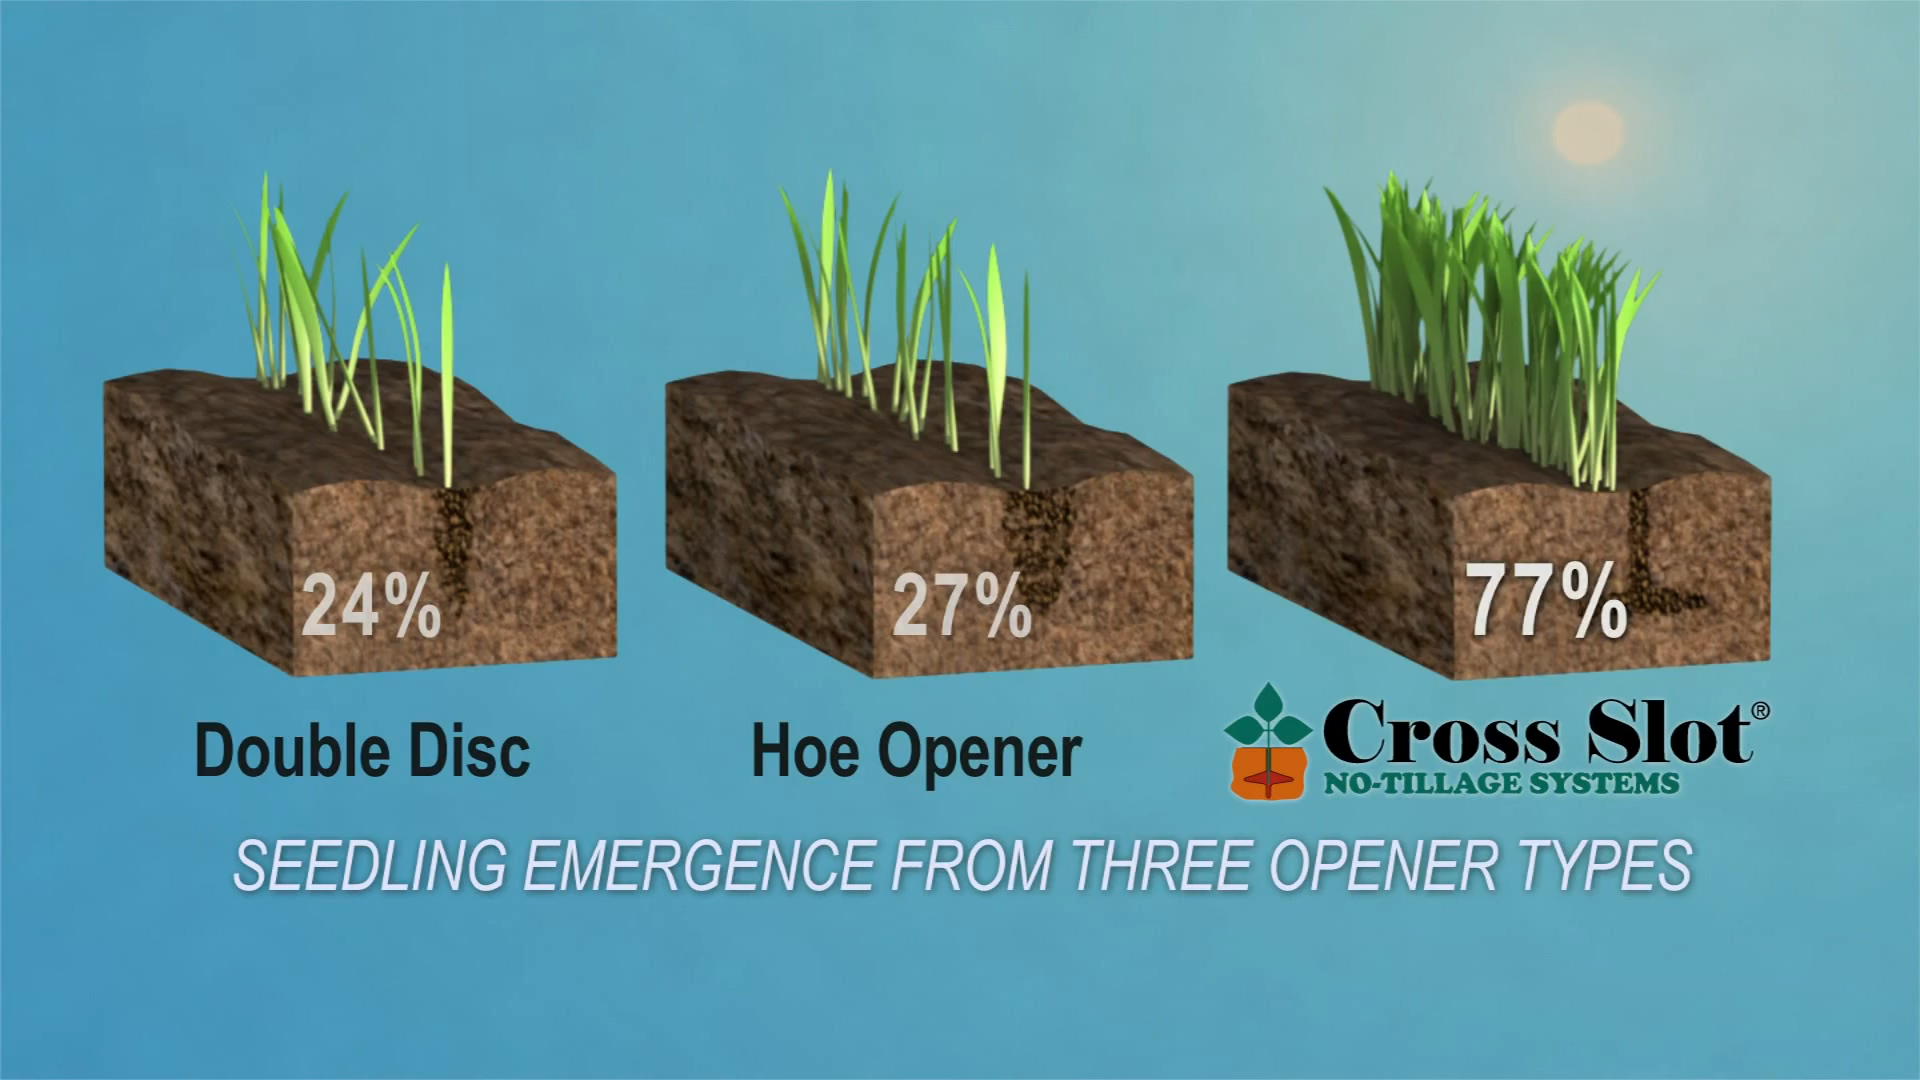 24%
27%
77%
Double Disc
Hoe Opener
Cross Slot®
NO-TILLAGE SYSTEMS
SEEDLING EMERGENCE FROM THREE OPENER TYPES